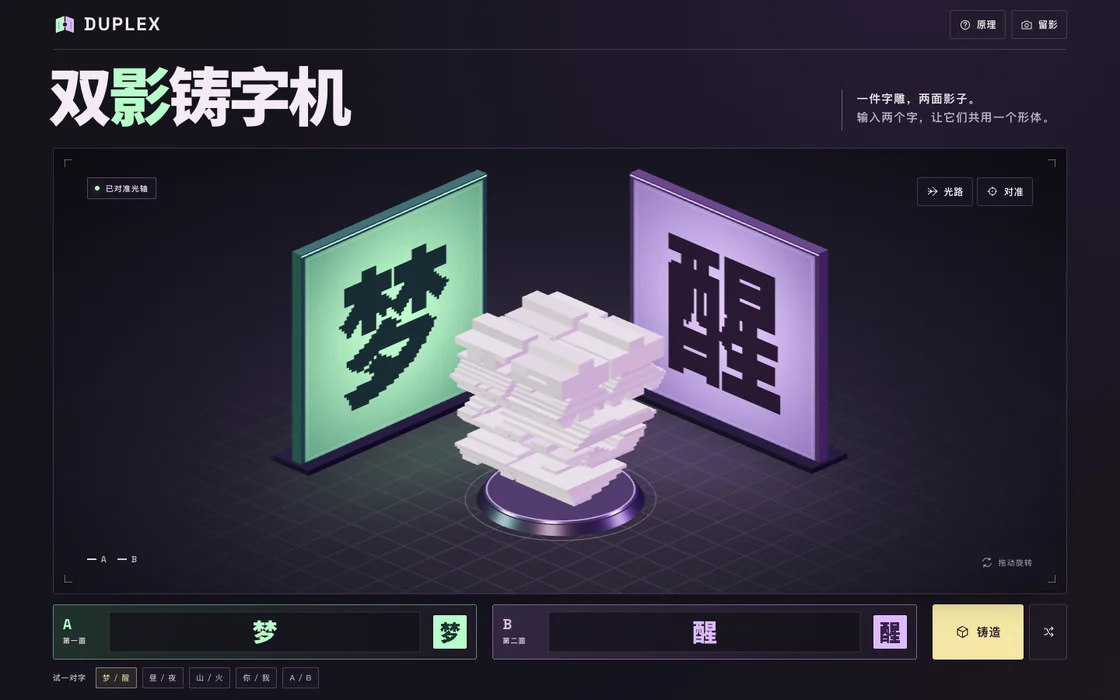 DUPLEX
原理
留影
双影铸字机
一件字雕，两面影子。
输入两个字，让它们共用一个形体。
已对准光轴
光路
对准
梦
醒
A B
拖动旋转
A
第一面
梦
梦
B
第二面
醒
醒
铸造
试一对字
梦 / 醒
昼 / 夜
山 / 火
你 / 我
A / B